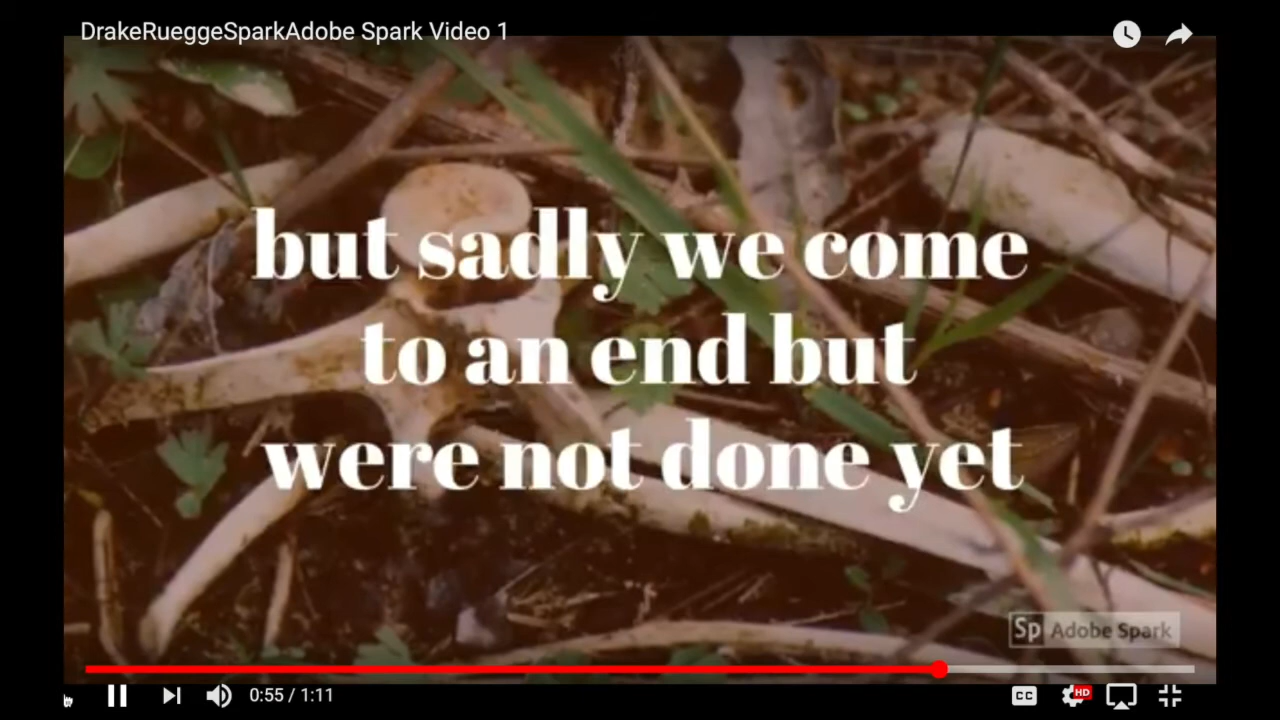 DrakeRueggeSparkAdobe Spark Video 1
but sadly we come
to an end but
were not done yet
Sp Adobe Spark
0:55 / 1:11
CC
HD